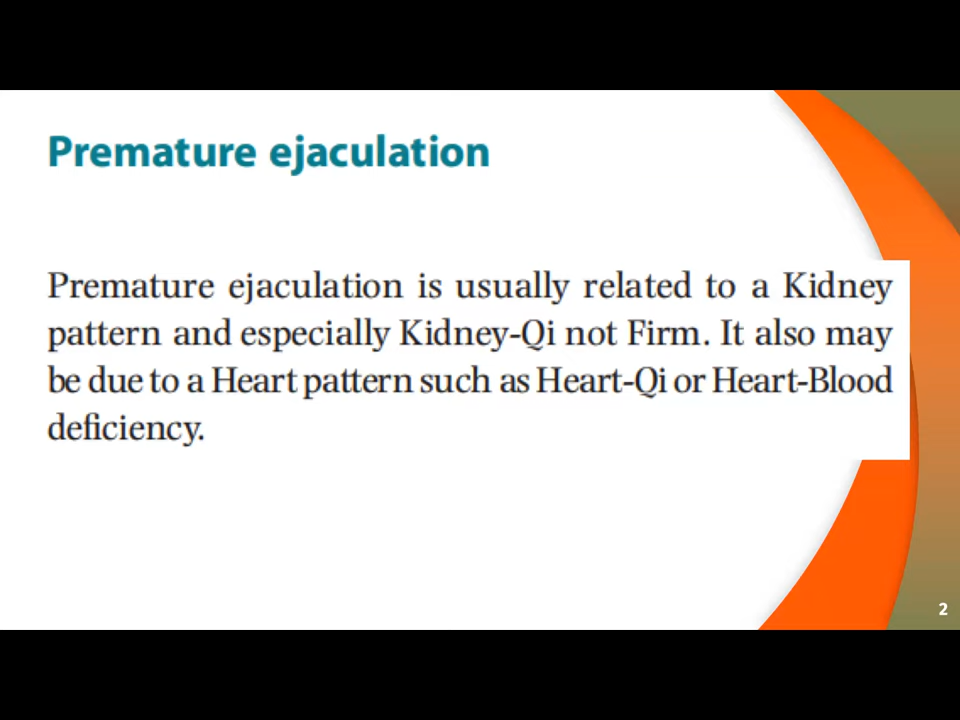 Premature ejaculation
Premature ejaculation is usually related to a Kidney
pattern and especially Kidney-Qi not Firm. It also may
be due to a Heart pattern such as Heart-Qi or Heart-Blood
deficiency.
2